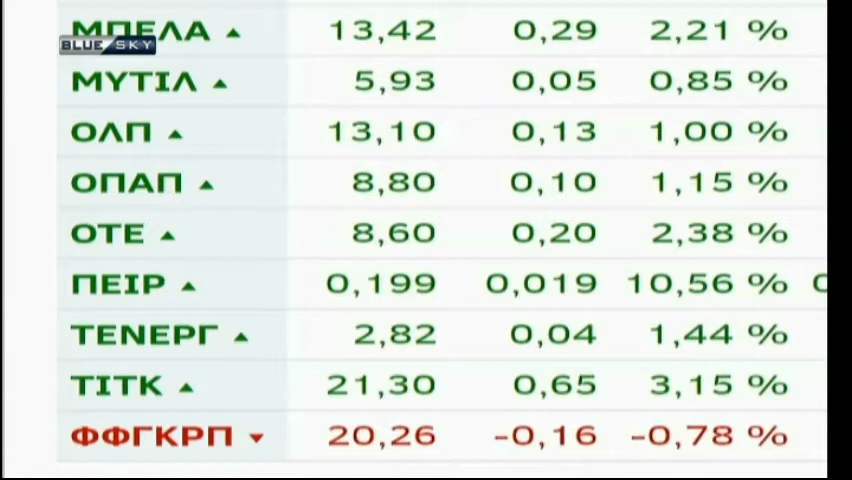 ΜΠΕΛΑ ▲ 13,42 0,29 2,21 %
BLUE SKY
ΜΥΤΙΛ ▲ 5,93 0,05 0,85 %
ΟΛΠ ▲ 13,10 0,13 1,00 %
ΟΠΑΠ ▲ 8,80 0,10 1,15 %
ΟΤΕ ▲ 8,60 0,20 2,38 %
ΠΕΙΡ ▲ 0,199 0,019 10,56 %
ΤΕΝΕΡΓ ▲ 2,82 0,04 1,44 %
ΤΙΤΚ ▲ 21,30 0,65 3,15 %
ΦΦΓΚΡΠ ▼ 20,26 -0,16 -0,78 %